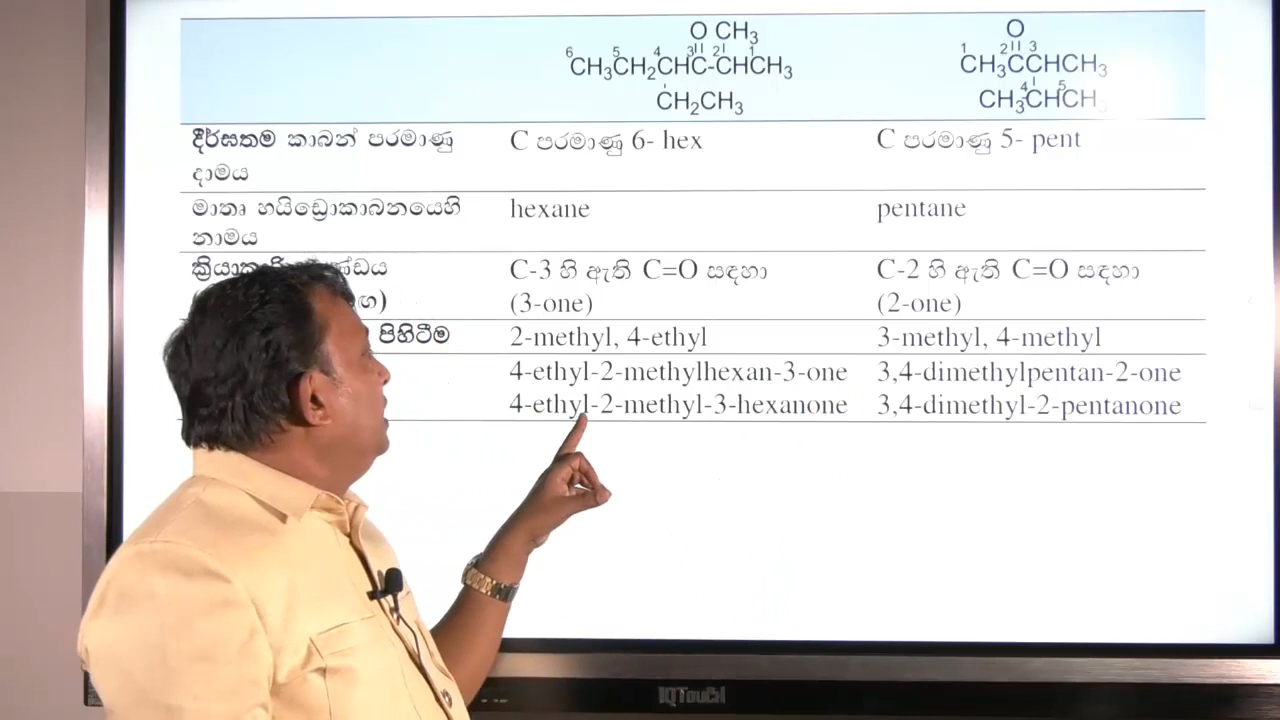 O CH3
6 5 4 3 2 1
CH3CH2CHC-CHCH3
CH2CH3
O
1 2 3
CH3CCHCH3
4 5
CH3CHCH3
දීර්ඝතම කාබන් පරමාණු
දාමය
C පරමාණු 6- hex
C පරමාණු 5- pent
මාතෘ හයිඩ්‍රොකාබනයෙහි
නාමය
hexane
pentane
C-3 හි ඇති C=O සඳහා
(3-one)
C-2 හි ඇති C=O සඳහා
(2-one)
පිහිටීම
2-methyl, 4-ethyl
3-methyl, 4-methyl
4-ethyl-2-methylhexan-3-one
4-ethyl-2-methyl-3-hexanone
3,4-dimethylpentan-2-one
3,4-dimethyl-2-pentanone
IQTouch